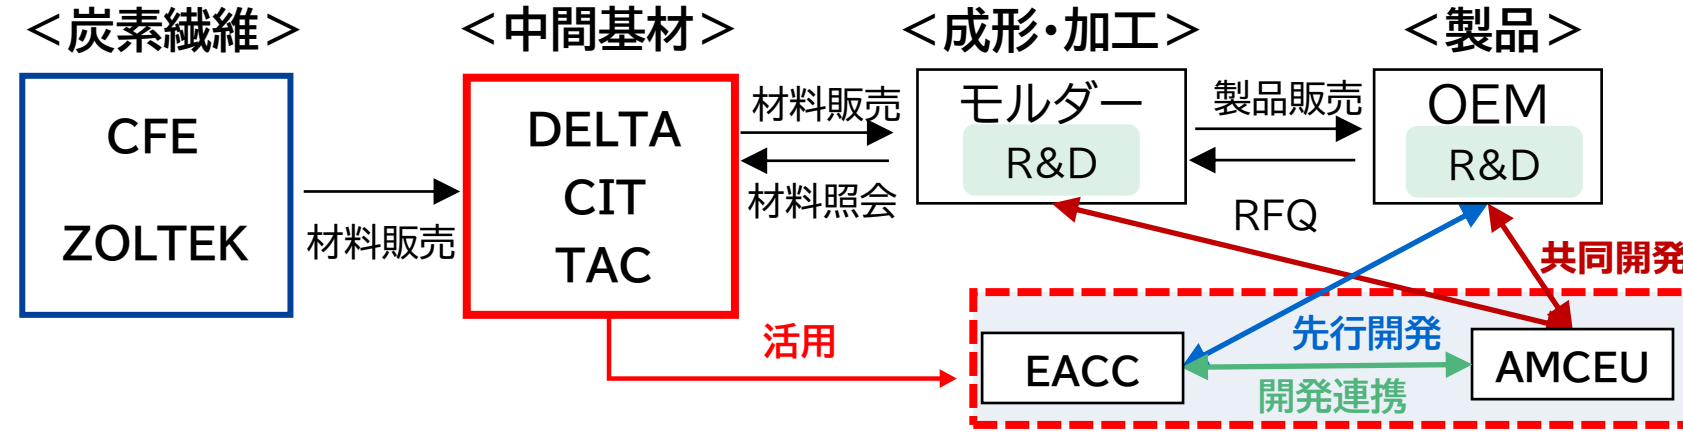 <炭素繊維>
<中間基材>
<成形・加工>
<製品>
CFE
ZOLTEK
材料販売
DELTA
CIT
TAC
材料販売
材料照会
モルダー
R&D
製品販売
RFQ
OEM
R&D
共同開発
活用
先行開発
EACC
AMCEU
開発連携